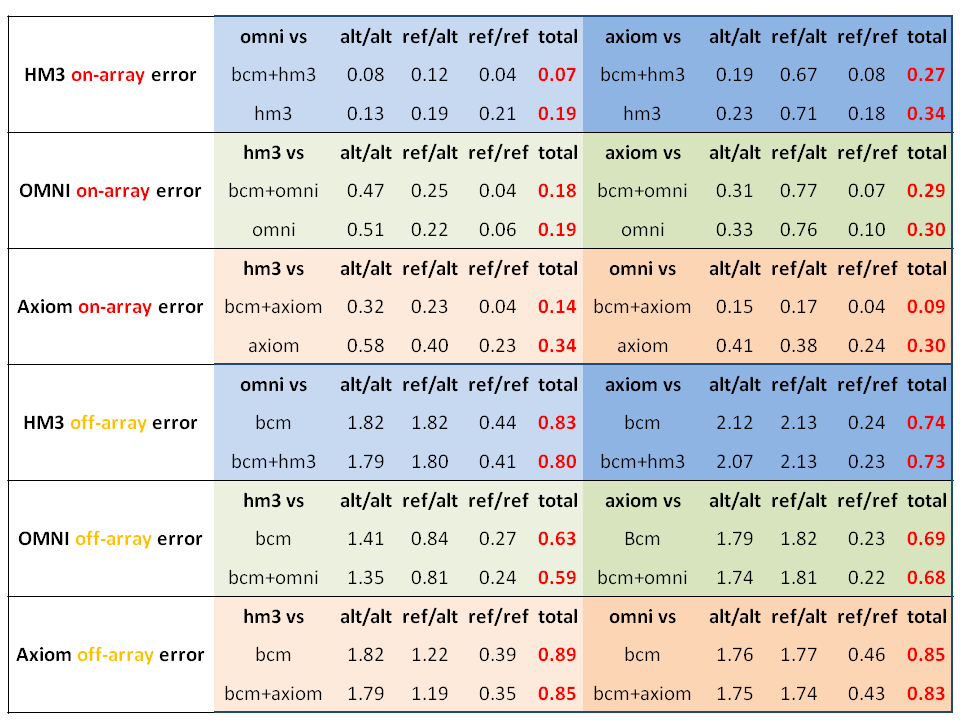 omni vs alt/alt ref/alt ref/ref total axiom vs alt/alt ref/alt ref/ref total
HM3 on-array error bcm+hm3 0.08 0.12 0.04 0.07 bcm+hm3 0.19 0.67 0.08 0.27
hm3 0.13 0.19 0.21 0.19 hm3 0.23 0.71 0.18 0.34
hm3 vs alt/alt ref/alt ref/ref total axiom vs alt/alt ref/alt ref/ref total
OMNI on-array error bcm+omni 0.47 0.25 0.04 0.18 bcm+omni 0.31 0.77 0.07 0.29
omni 0.51 0.22 0.06 0.19 omni 0.33 0.76 0.10 0.30
hm3 vs alt/alt ref/alt ref/ref total omni vs alt/alt ref/alt ref/ref total
Axiom on-array error bcm+axiom 0.32 0.23 0.04 0.14 bcm+axiom 0.15 0.17 0.04 0.09
axiom 0.58 0.40 0.23 0.34 axiom 0.41 0.38 0.24 0.30
omni vs alt/alt ref/alt ref/ref total axiom vs alt/alt ref/alt ref/ref total
HM3 off-array error bcm 1.82 1.82 0.44 0.83 bcm 2.12 2.13 0.24 0.74
bcm+hm3 1.79 1.80 0.41 0.80 bcm+hm3 2.07 2.13 0.23 0.73
hm3 vs alt/alt ref/alt ref/ref total axiom vs alt/alt ref/alt ref/ref total
OMNI off-array error bcm 1.41 0.84 0.27 0.63 Bcm 1.79 1.82 0.23 0.69
bcm+omni 1.35 0.81 0.24 0.59 bcm+omni 1.74 1.81 0.22 0.68
hm3 vs alt/alt ref/alt ref/ref total omni vs alt/alt ref/alt ref/ref total
Axiom off-array error bcm 1.82 1.22 0.39 0.89 bcm 1.76 1.77 0.46 0.85
bcm+axiom 1.79 1.19 0.35 0.85 bcm+axiom 1.75 1.74 0.43 0.83